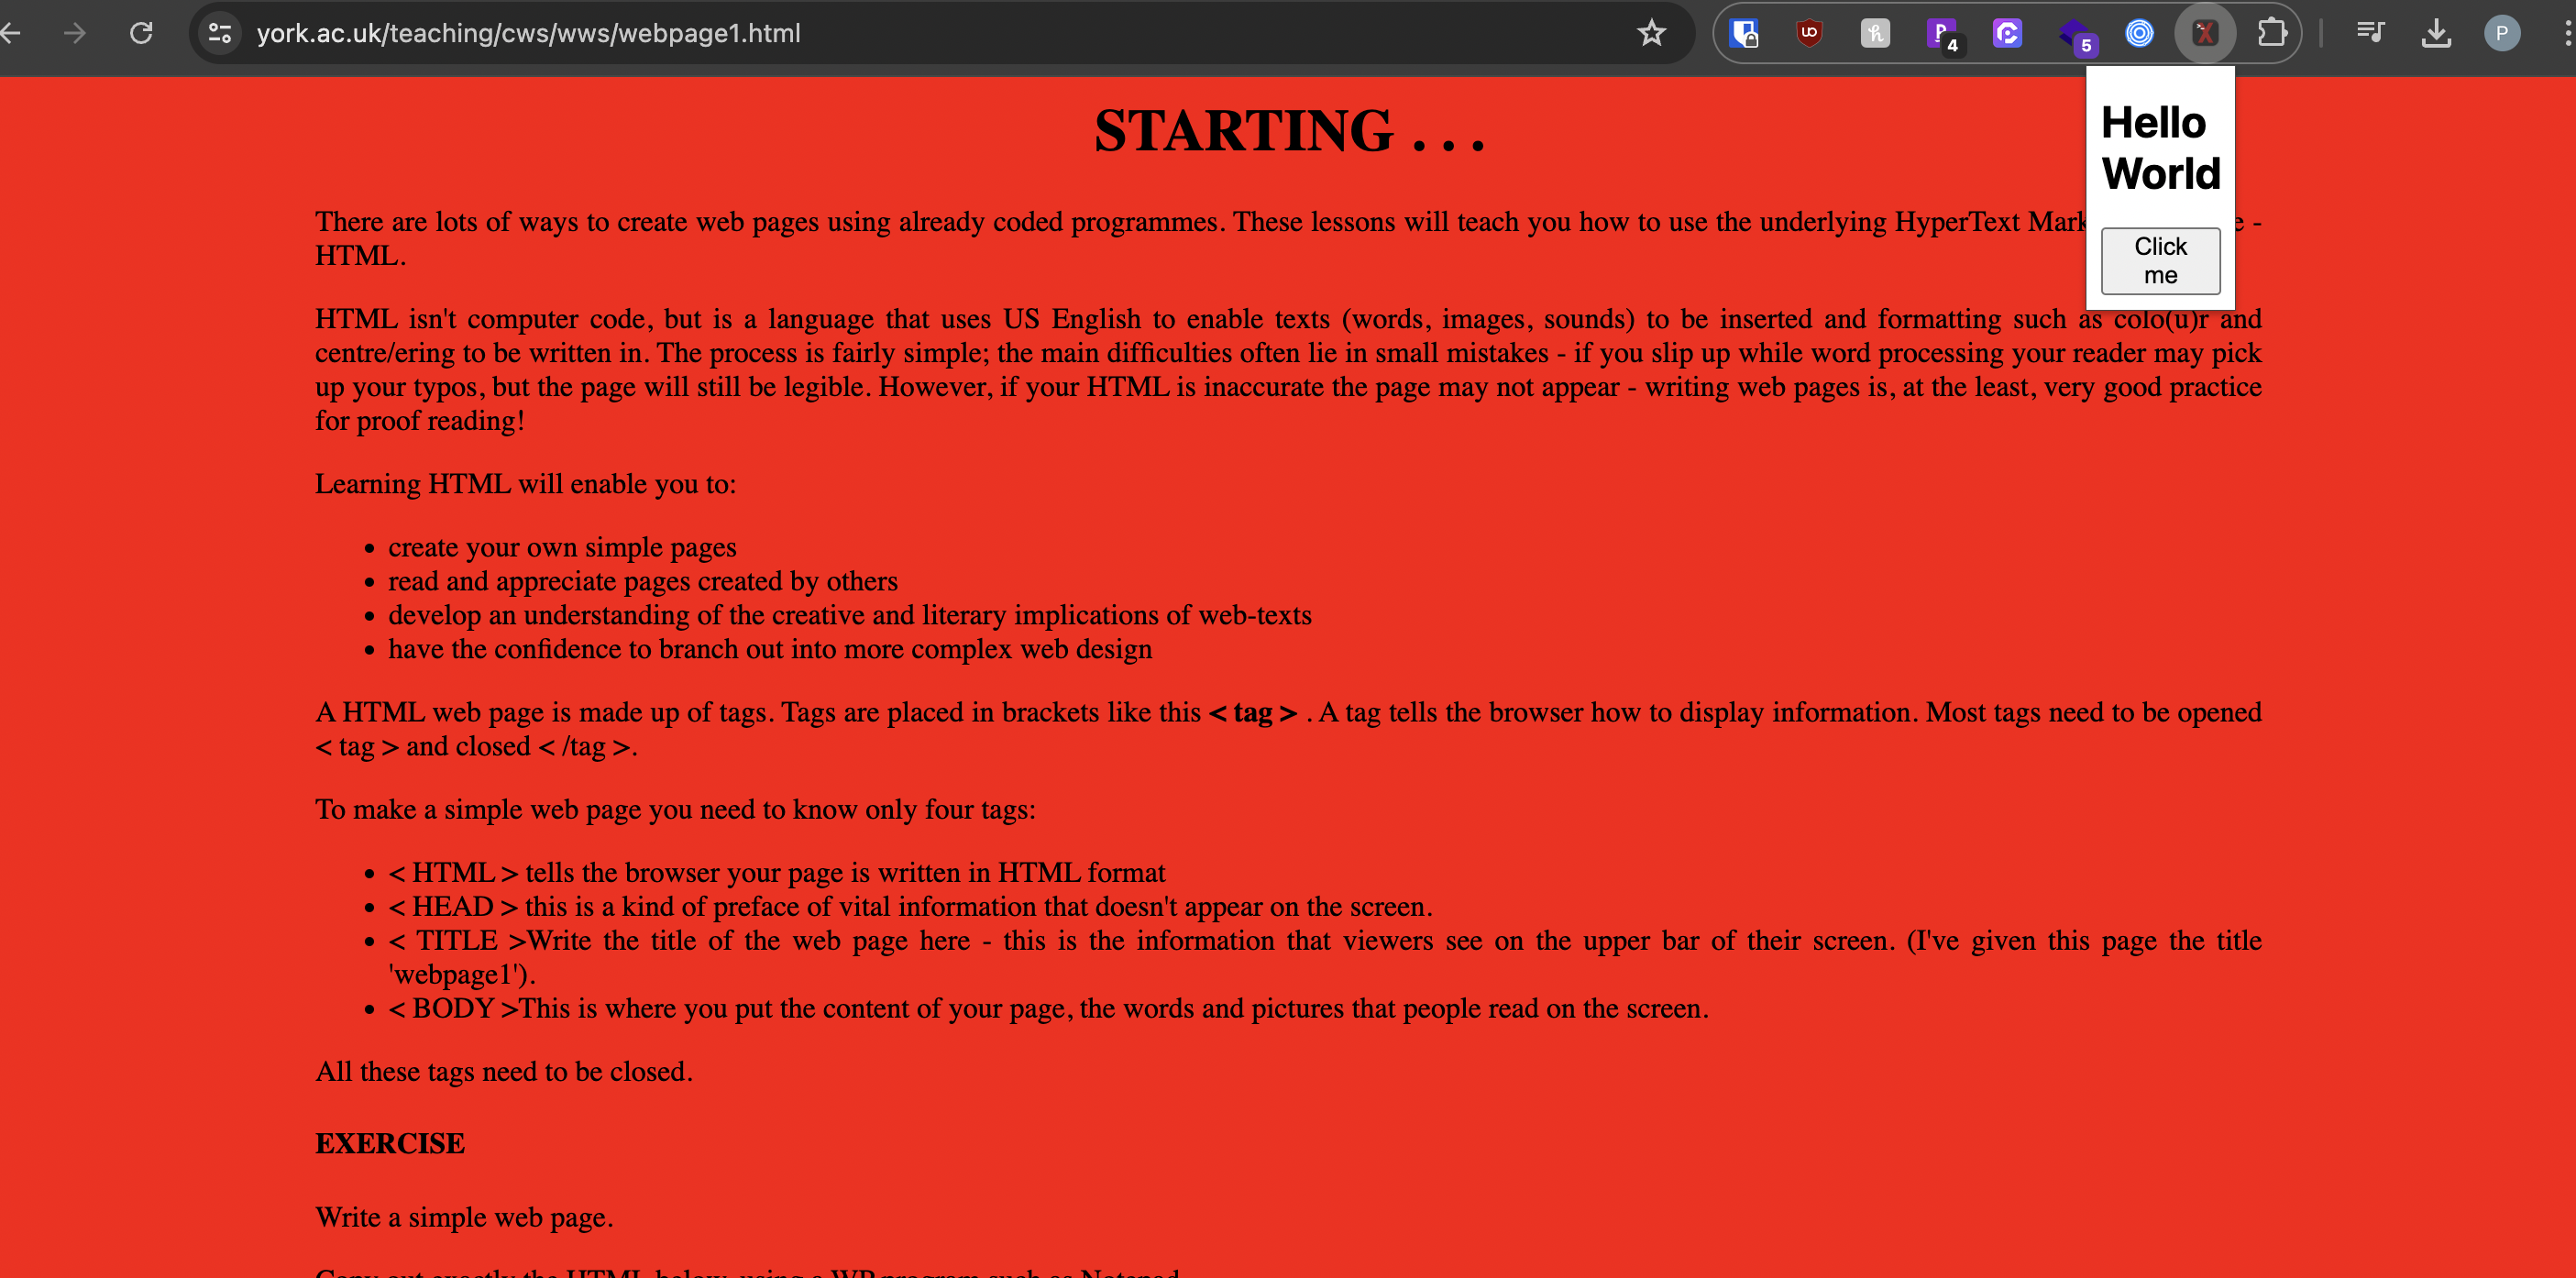 york.ac.uk/teaching/cws/wws/webpage1.html
4
5
P
Hello
World
Click
me
STARTING . . .
There are lots of ways to create web pages using already coded programmes. These lessons will teach you how to use the underlying HyperText Mark e -
HTML.
HTML isn't computer code, but is a language that uses US English to enable texts (words, images, sounds) to be inserted and formatting such as colo(u)r and
centre/ering to be written in. The process is fairly simple; the main difficulties often lie in small mistakes - if you slip up while word processing your reader may pick
up your typos, but the page will still be legible. However, if your HTML is inaccurate the page may not appear - writing web pages is, at the least, very good practice
for proof reading!
Learning HTML will enable you to:
• create your own simple pages
• read and appreciate pages created by others
• develop an understanding of the creative and literary implications of web-texts
• have the confidence to branch out into more complex web design
A HTML web page is made up of tags. Tags are placed in brackets like this < tag > . A tag tells the browser how to display information. Most tags need to be opened
< tag > and closed < /tag >.
To make a simple web page you need to know only four tags:
• < HTML > tells the browser your page is written in HTML format
• < HEAD > this is a kind of preface of vital information that doesn't appear on the screen.
• < TITLE >Write the title of the web page here - this is the information that viewers see on the upper bar of their screen. (I've given this page the title
'webpage1').
• < BODY >This is where you put the content of your page, the words and pictures that people read on the screen.
All these tags need to be closed.
EXERCISE
Write a simple web page.
Copy out exactly the HTML below, using a WP program such as Notepad.